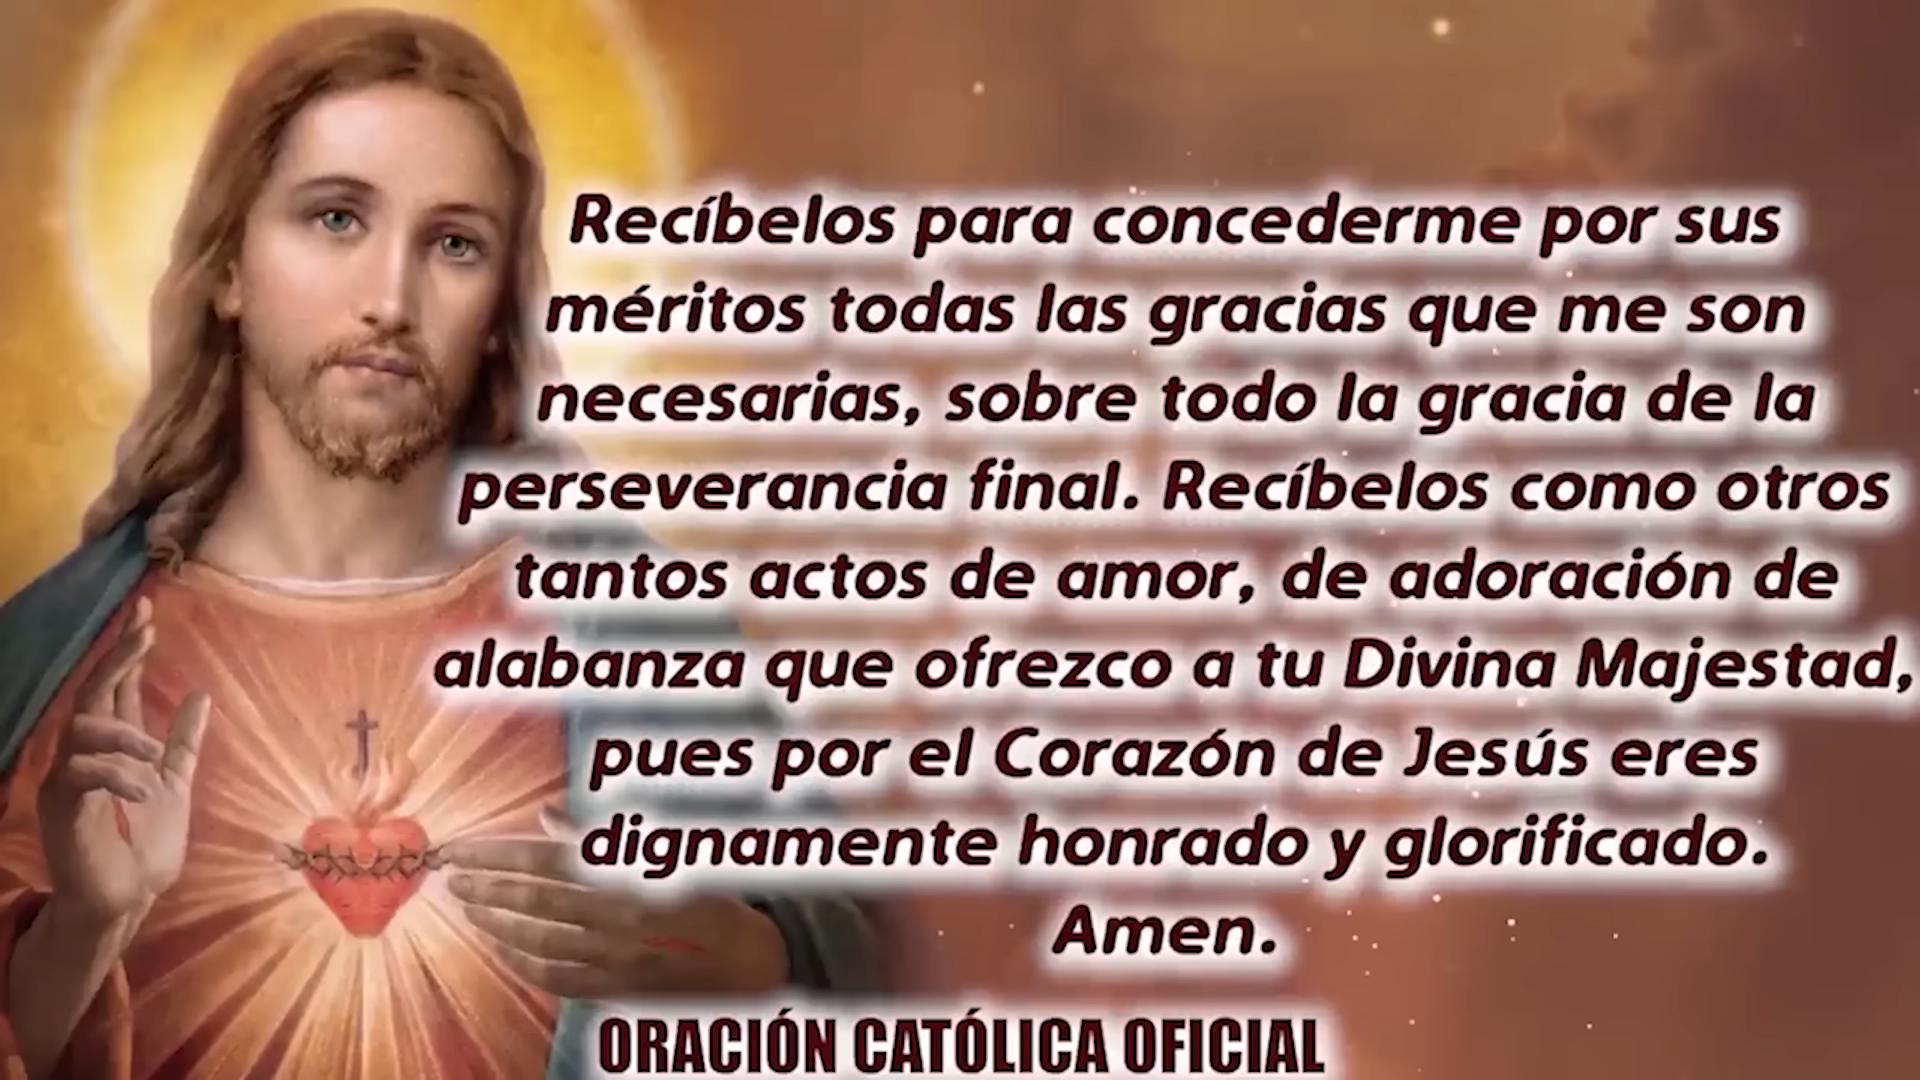 Recíbelos para concederme por sus
méritos todas las gracias que me son
necesarias, sobre todo la gracia de la
perseverancia final. Recíbelos como otros
tantos actos de amor, de adoración de
alabanza que ofrezco a tu Divina Majestad,
pues por el Corazón de Jesús eres
dignamente honrado y glorificado.
Amen.
ORACIÓN CATÓLICA OFICIAL